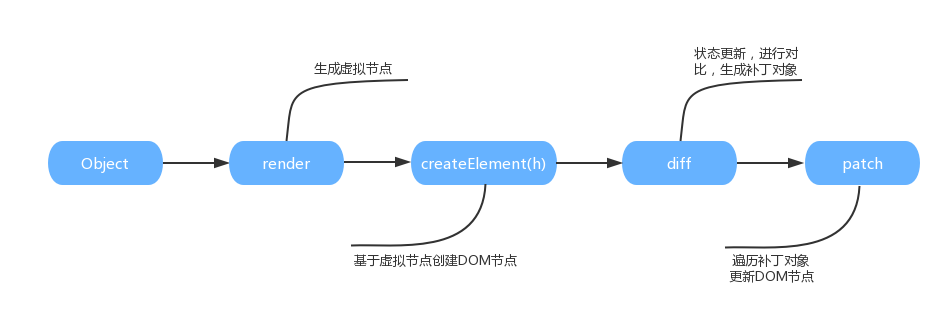 生成虚拟节点
状态更新，进行对
比，生成补丁对象
Object
render
createElement(h)
diff
patch
基于虚拟节点创建DOM节点
遍历补丁对象
更新DOM节点